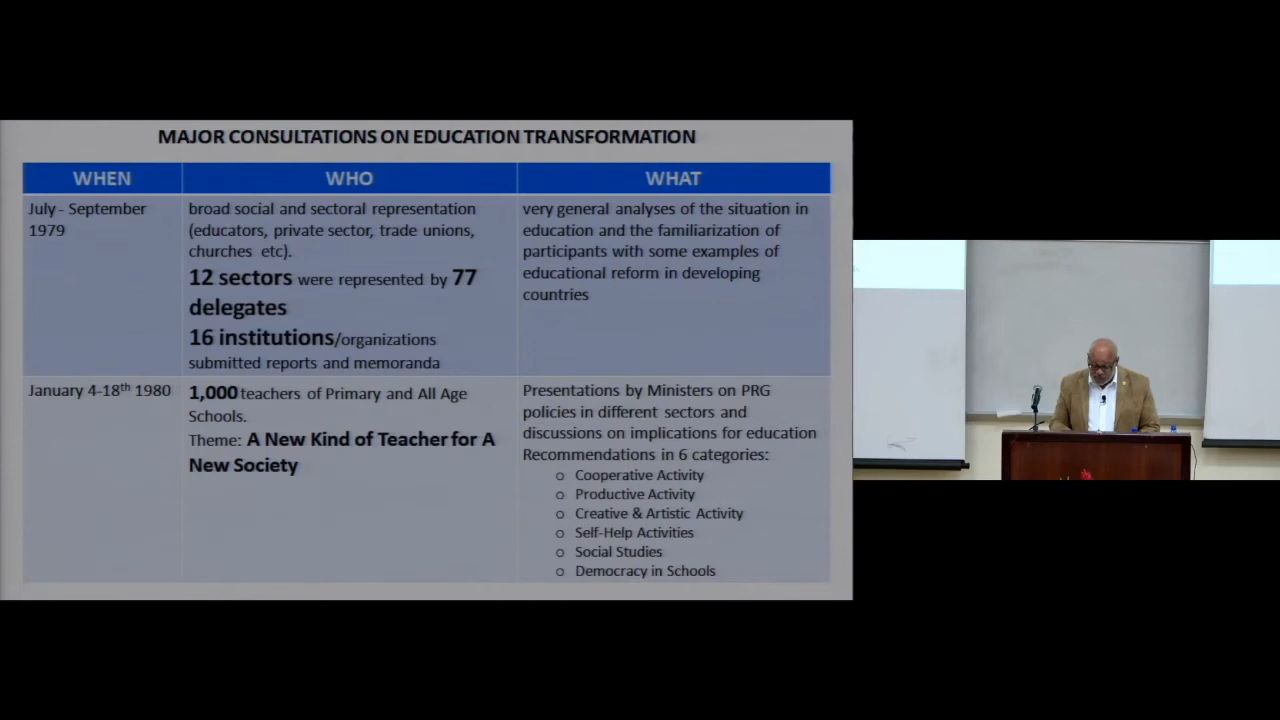 MAJOR CONSULTATIONS ON EDUCATION TRANSFORMATION
WHEN
WHO
WHAT
July - September
1979
broad social and sectoral representation
(educators, private sector, trade unions,
churches etc).
12 sectors were represented by 77
delegates
16 institutions/organizations
submitted reports and memoranda
very general analyses of the situation in
education and the familiarization of
participants with some examples of
educational reform in developing
countries
January 4-18th 1980
1,000 teachers of Primary and All Age
Schools.
Theme: A New Kind of Teacher for A
New Society
Presentations by Ministers on PRG
policies in different sectors and
discussions on implications for education
Recommendations in 6 categories:
o Cooperative Activity
o Productive Activity
o Creative & Artistic Activity
o Self-Help Activities
o Social Studies
o Democracy in Schools